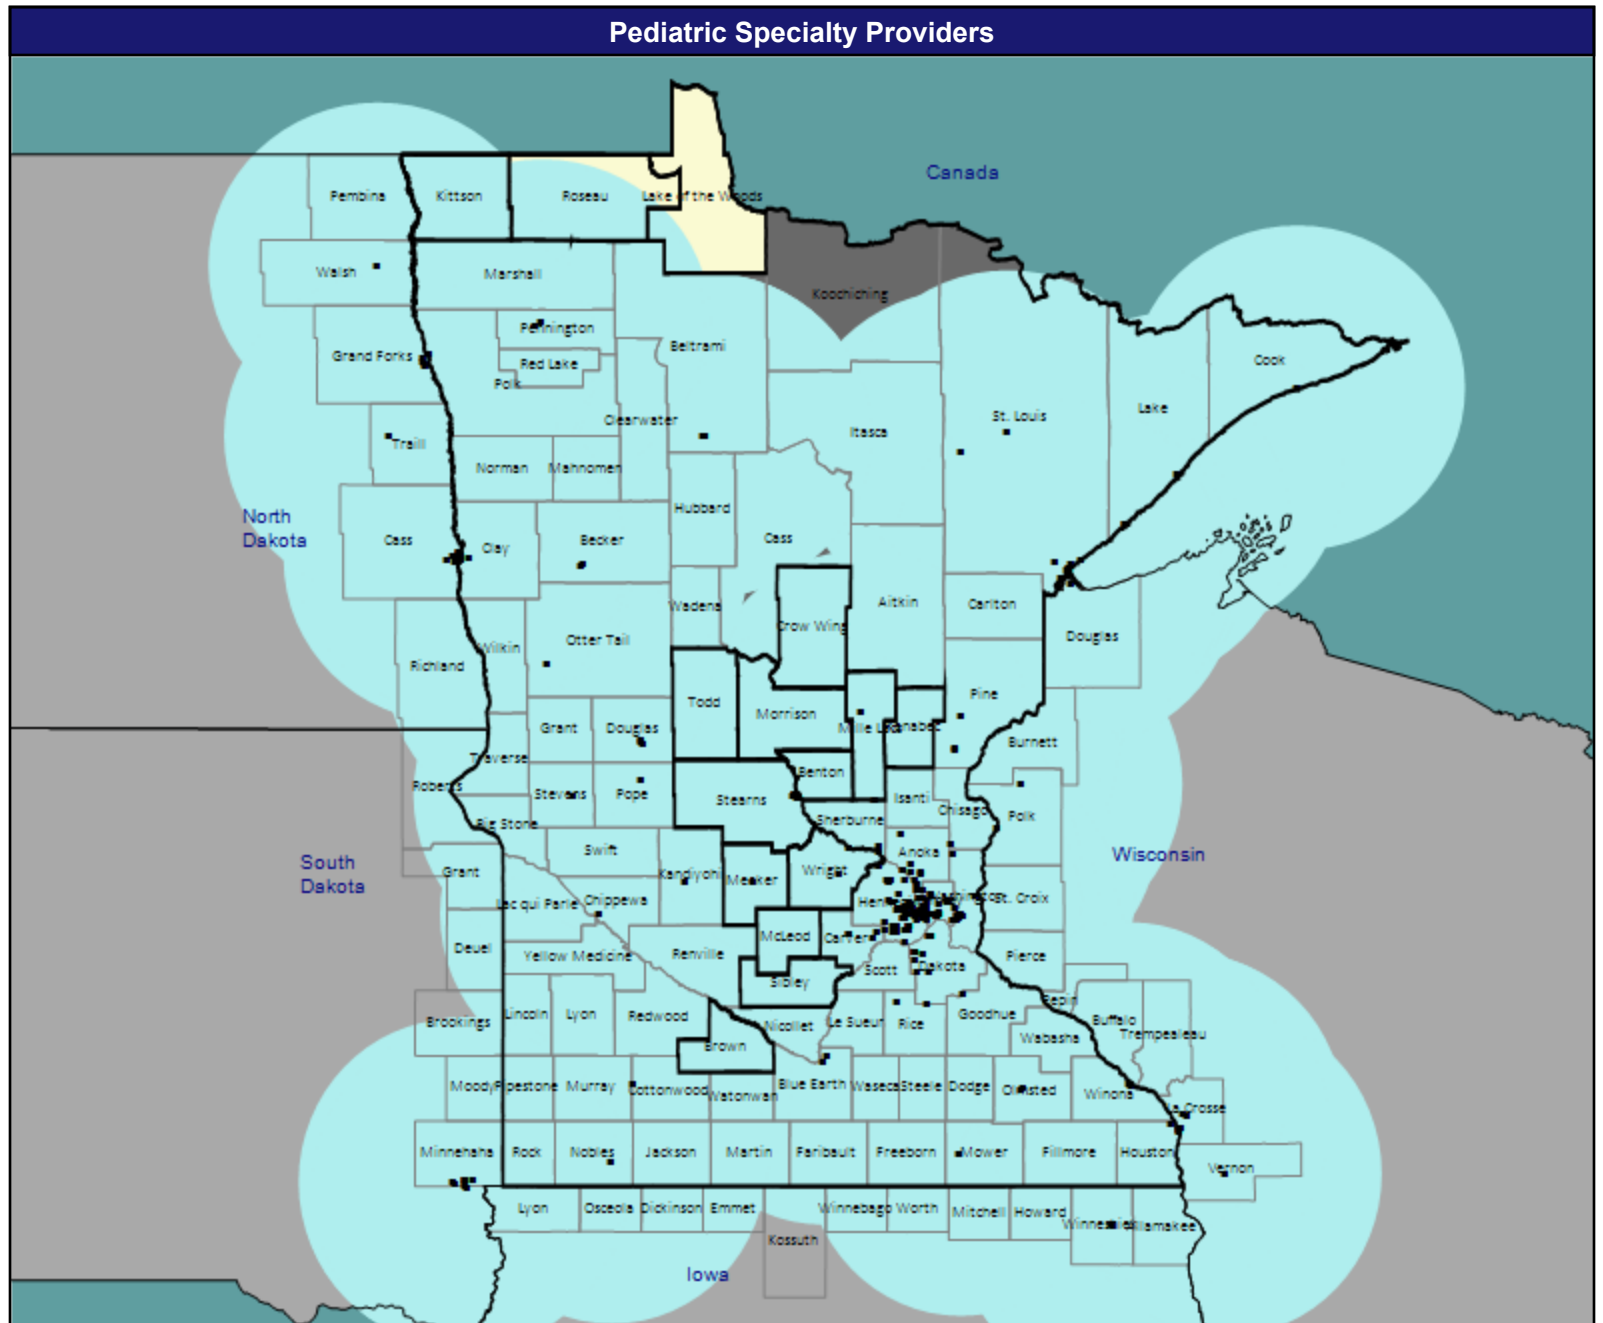 Pediatric Specialty Providers
Canada
Pembina
Kittson
Roseau
Lake of the Woods
Walsh
Marshall
Koochiching
Pennington
Grand Forks
Red Lake
Beltrami
Cook
Polk
Clearwater
St. Louis
Lake
Itasca
Traill
Norman
Mahnomen
Hubbard
North
Dakota
Cass
Clay
Becker
Cass
Wadena
Crow Wing
Aitkin
Carlton
Douglas
Otter Tail
Wilkin
Richland
Todd
Morrison
Pine
Grant
Douglas
Mille Lacs
Kanabec
Burnett
Traverse
Benton
Roberts
Stevens
Pope
Stearns
Isanti
Chisago
Polk
Big Stone
Sherburne
Swift
Anoka
South
Dakota
Wisconsin
Grant
Kandiyohi
Meeker
Wright
Lac qui Parle
Chippewa
Washington
St. Croix
McLeod
Carver
Deuel
Yellow Medicine
Renville
Scott
Dakota
Pierce
Sibley
Pepin
Lincoln
Lyon
Redwood
Nicollet
Le Sueur
Rice
Goodhue
Brookings
Buffalo
Trempealeau
Wabasha
Brown
Moody
Pipestone
Murray
Cottonwood
Watonwan
Blue Earth
Waseca
Steele
Dodge
Olmsted
Winona
La Crosse
Minnehaha
Rock
Nobles
Jackson
Martin
Faribault
Freeborn
Mower
Fillmore
Houston
Vernon
Lyon
Osceola
Dickinson
Emmet
Kossuth
Winnebago
Worth
Mitchell
Howard
Winneshiek
Allamakee
Iowa